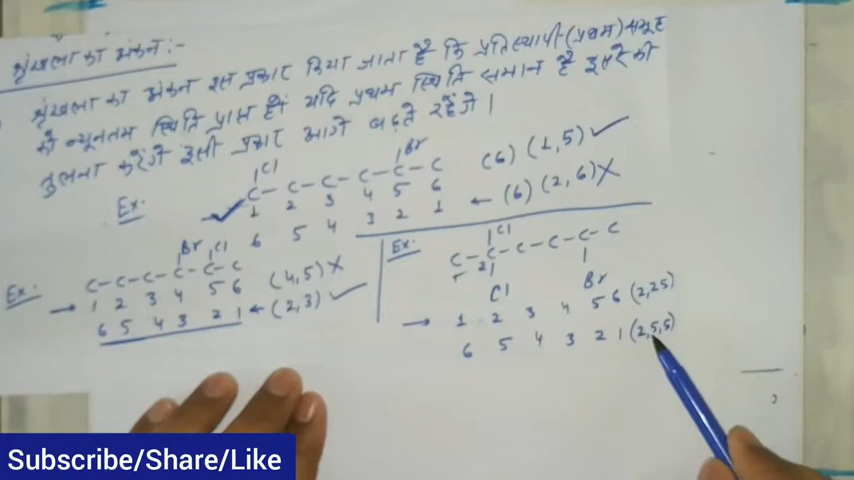 श्रृंखला का अंकन :-
श्रृंखला का अंकन इस प्रकार किया जाता है कि प्रतिस्थापी (प्रथम) समूह
को न्यूनतम स्थिति प्राप्त हो यदि प्रथम स्थिति समान है दूसरे की
तुलना करेंगे इसी प्रकार आगे बढ़ते रहेंगे।
Cl Br
Ex. C-C-C-C-C-C (6) (1,5) ✓
1 2 3 4 5 6
6 5 4 3 2 1 ← (6) (2,6) ✗
Br Cl
Ex. C-C-C-C-C-C (4,5) ✗
→ 1 2 3 4 5 6
6 5 4 3 2 1 ← (2,3) ✓
Ex. Cl
C-C-C-C-C-C
Cl Br
→ 1 2 3 4 5 6 (2,2,5)
6 5 4 3 2 1 (2,5,5)
Subscribe/Share/Like